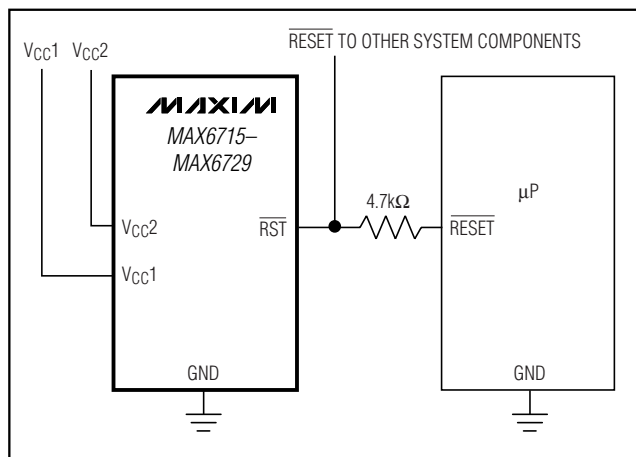 VCC1 VCC2
RESET TO OTHER SYSTEM COMPONENTS
MAXIM
MAX6715–
MAX6729
VCC2
VCC1
RST
GND
4.7kΩ
μP
RESET
GND